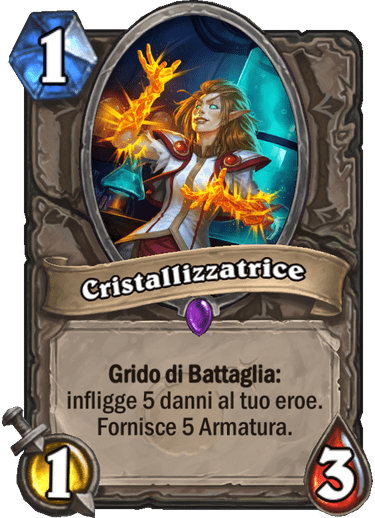 1
Cristallizzatrice
Grido di Battaglia:
infligge 5 danni al tuo eroe.
Fornisce 5 Armatura.
1
3